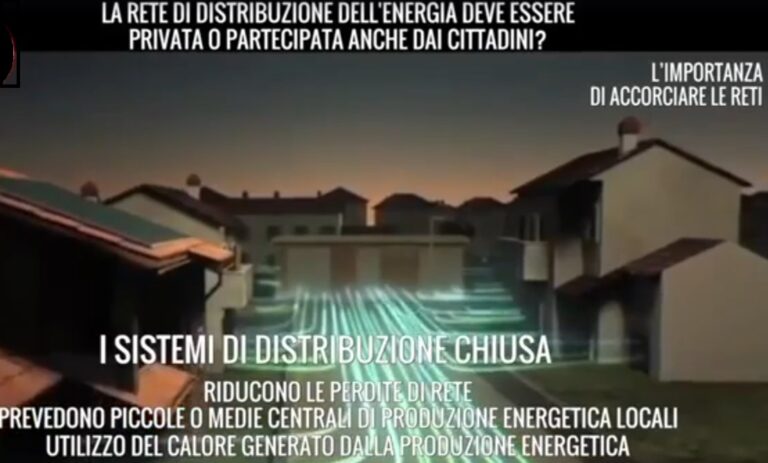 LA RETE DI DISTRIBUZIONE DELL'ENERGIA DEVE ESSERE
PRIVATA O PARTECIPATA ANCHE DAI CITTADINI?
L'IMPORTANZA
DI ACCORCIARE LE RETI
I SISTEMI DI DISTRIBUZIONE CHIUSA
RIDUCONO LE PERDITE DI RETE
PREVEDONO PICCOLE O MEDIE CENTRALI DI PRODUZIONE ENERGETICA LOCALI
UTILIZZO DEL CALORE GENERATO DALLA PRODUZIONE ENERGETICA